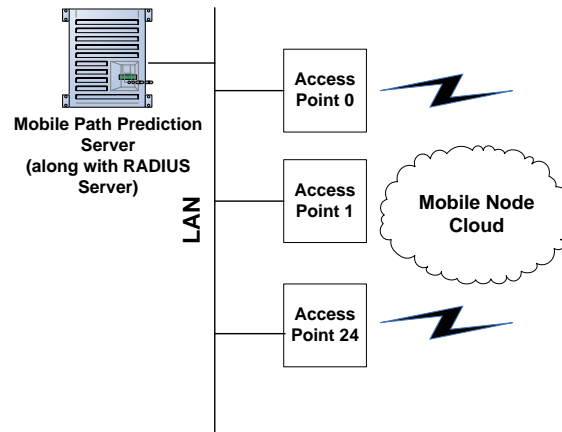 Mobile Path Prediction
Server
(along with RADIUS
Server)
LAN
Access
Point 0
Access
Point 1
Access
Point 24
Mobile Node
Cloud